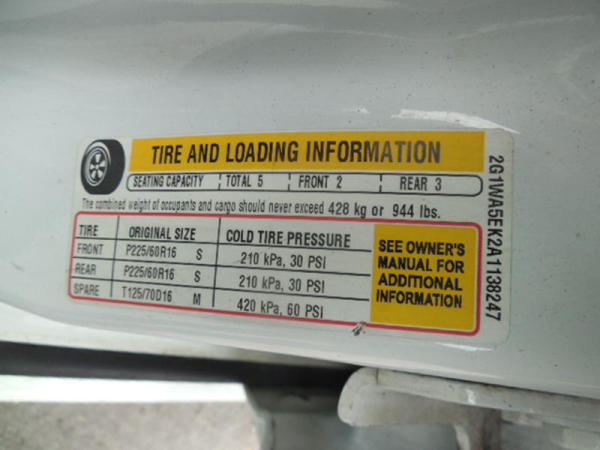 TIRE AND LOADING INFORMATION
SEATING CAPACITY TOTAL 5 FRONT 2 REAR 3
The combined weight of occupants and cargo should never exceed 428 kg or 944 lbs.
TIRE ORIGINAL SIZE COLD TIRE PRESSURE
FRONT P225/60R16 S 210 kPa, 30 PSI
REAR P225/60R16 S 210 kPa, 30 PSI
SPARE T125/70D16 M 420 kPa, 60 PSI
SEE OWNER'S
MANUAL FOR
ADDITIONAL
INFORMATION
2G1WA5EK2A1138247